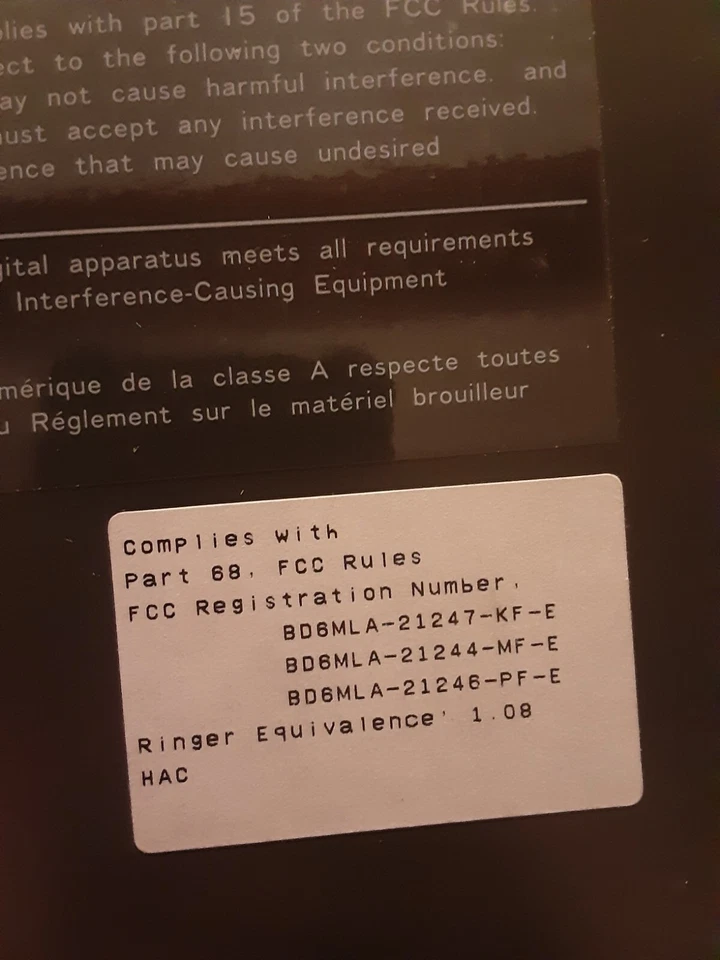 plies with part 15 of the FCC Rules.
ect to the following two conditions:
ay not cause harmful interference. and
must accept any interference received.
ence that may cause undesired
gital apparatus meets all requirements
Interference-Causing Equipment
mérique de la classe A respecte toutes
u Réglement sur le matériel brouilleur
Complies with
Part 68, FCC Rules
FCC Registration Number,
BD6MLA-21247-KF-E
BD6MLA-21244-MF-E
BD6MLA-21246-PF-E
Ringer Equivalence' 1.08
HAC